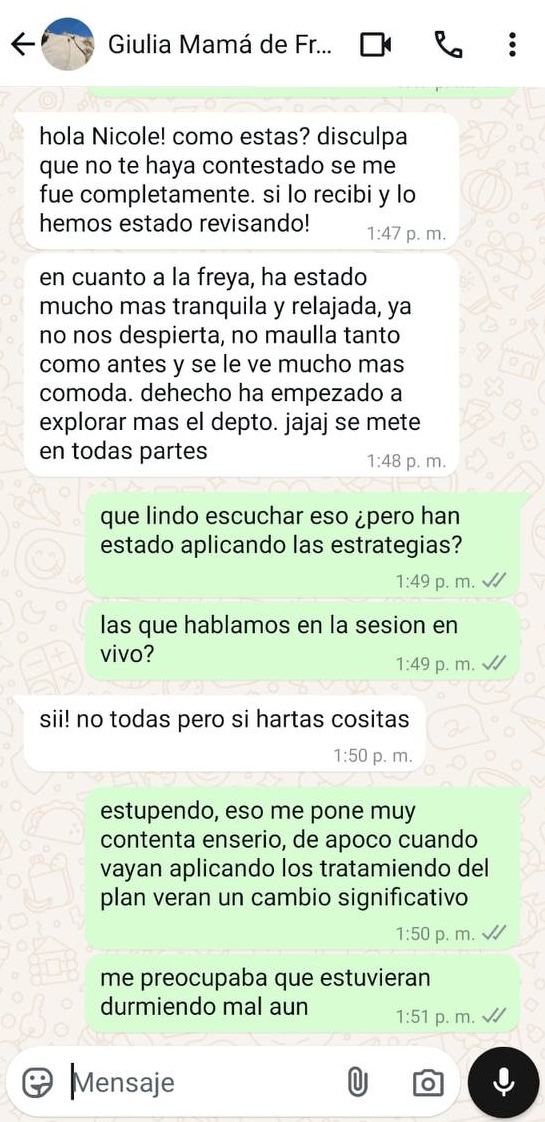 Giulia Mamá de Fr...
hola Nicole! como estas? disculpa
que no te haya contestado se me
fue completamente. si lo recibi y lo
hemos estado revisando!
1:47 p. m.
en cuanto a la freya, ha estado
mucho mas tranquila y relajada, ya
no nos despierta, no maulla tanto
como antes y se le ve mucho mas
comoda. dehecho ha empezado a
explorar mas el depto. jajaj se mete
en todas partes
1:48 p. m.
que lindo escuchar eso ¿pero han
estado aplicando las estrategias?
1:49 p. m.
las que hablamos en la sesion en
vivo?
1:49 p. m.
sii! no todas pero si hartas cositas
1:50 p. m.
estupendo, eso me pone muy
contenta enserio, de apoco cuando
vayan aplicando los tratamiendo del
plan veran un cambio significativo
1:50 p. m.
me preocupaba que estuvieran
durmiendo mal aun
1:51 p. m.
Mensaje